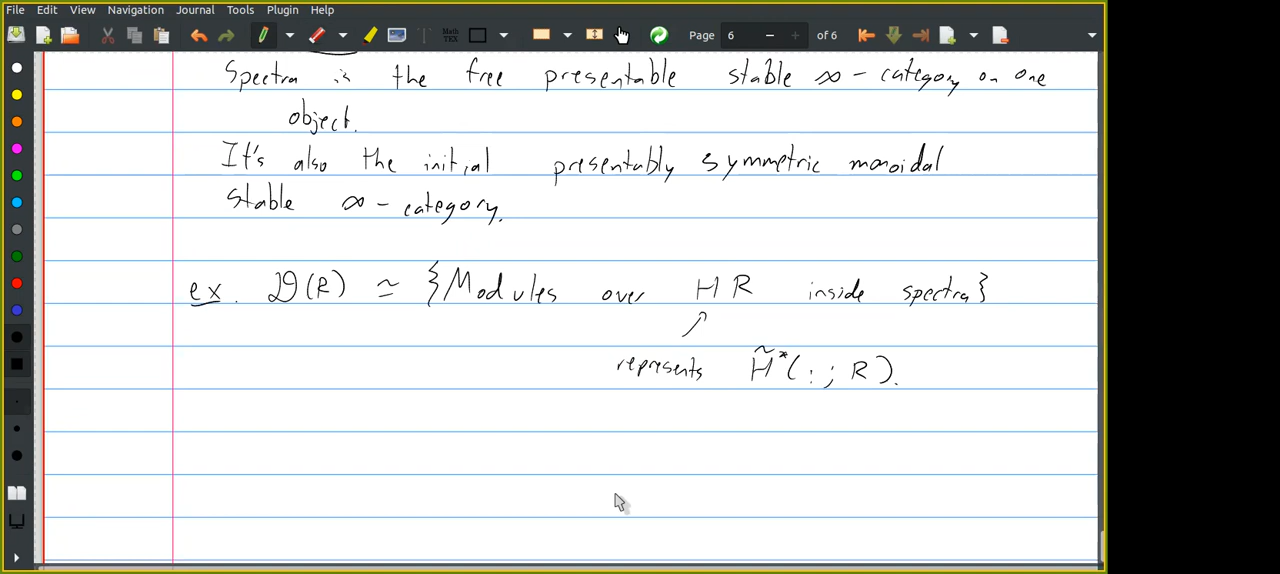 File Edit View Navigation Journal Tools Plugin Help
Page 6 of 6
Spectra is the free presentable stable ∞-category on one
object.
It's also the initial presentably symmetric monoidal
stable ∞-category.
ex. D(R) ≃ {Modules over HR inside spectra}
represents H̃*(:; R).